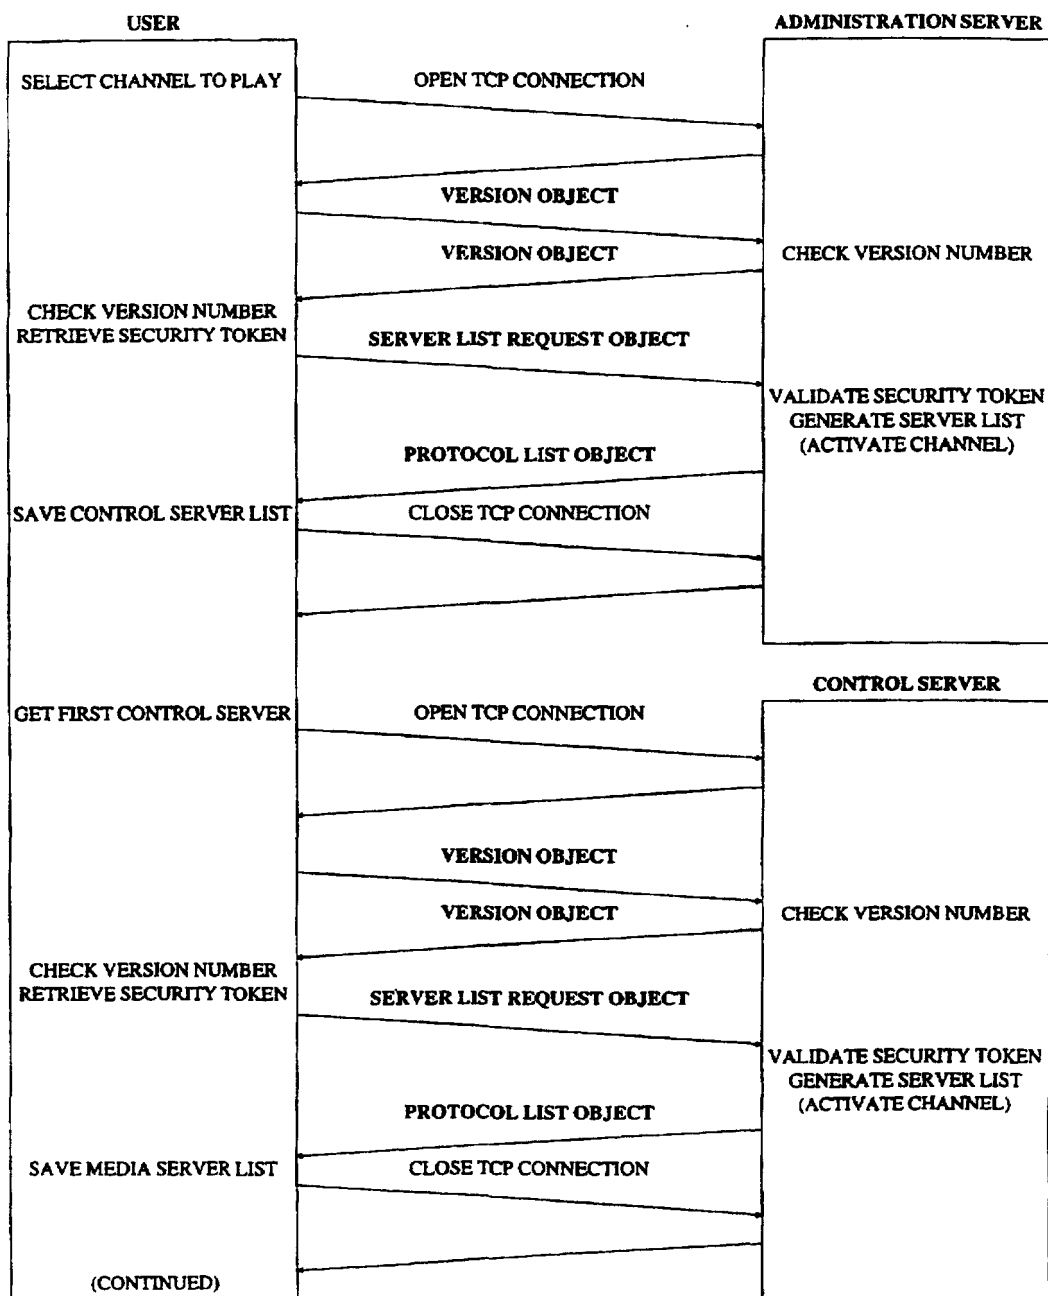 USER
ADMINISTRATION SERVER
SELECT CHANNEL TO PLAY
OPEN TCP CONNECTION
VERSION OBJECT
VERSION OBJECT
CHECK VERSION NUMBER
CHECK VERSION NUMBER
RETRIEVE SECURITY TOKEN
SERVER LIST REQUEST OBJECT
VALIDATE SECURITY TOKEN
GENERATE SERVER LIST
(ACTIVATE CHANNEL)
PROTOCOL LIST OBJECT
SAVE CONTROL SERVER LIST
CLOSE TCP CONNECTION
CONTROL SERVER
GET FIRST CONTROL SERVER
OPEN TCP CONNECTION
VERSION OBJECT
VERSION OBJECT
CHECK VERSION NUMBER
CHECK VERSION NUMBER
RETRIEVE SECURITY TOKEN
SERVER LIST REQUEST OBJECT
VALIDATE SECURITY TOKEN
GENERATE SERVER LIST
(ACTIVATE CHANNEL)
PROTOCOL LIST OBJECT
SAVE MEDIA SERVER LIST
CLOSE TCP CONNECTION
(CONTINUED)